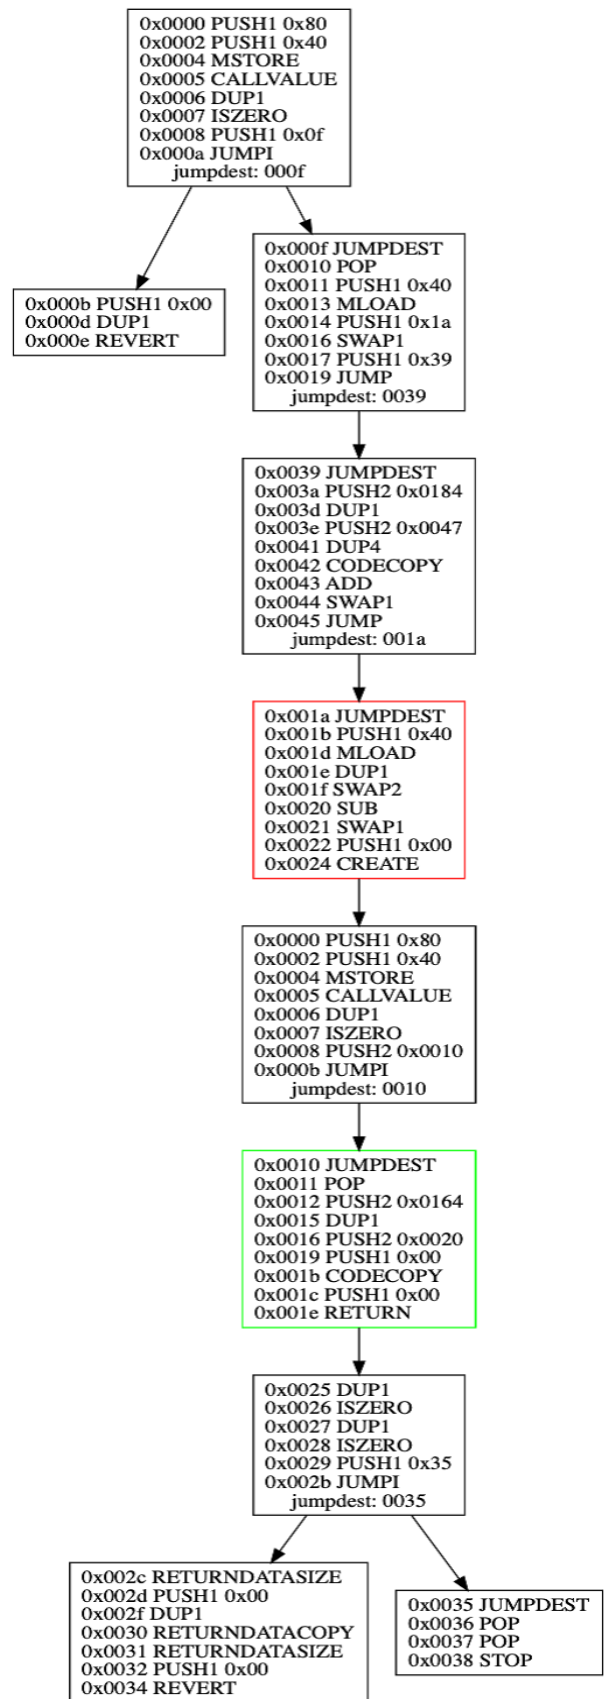 0x0000 PUSH1 0x80
0x0002 PUSH1 0x40
0x0004 MSTORE
0x0005 CALLVALUE
0x0006 DUP1
0x0007 ISZERO
0x0008 PUSH1 0x0f
0x000a JUMPI
jumpdest: 000f
0x000b PUSH1 0x00
0x000d DUP1
0x000e REVERT
0x000f JUMPDEST
0x0010 POP
0x0011 PUSH1 0x40
0x0013 MLOAD
0x0014 PUSH1 0x1a
0x0016 SWAP1
0x0017 PUSH1 0x39
0x0019 JUMP
jumpdest: 0039
0x0039 JUMPDEST
0x003a PUSH2 0x0184
0x003d DUP1
0x003e PUSH2 0x0047
0x0041 DUP4
0x0042 CODECOPY
0x0043 ADD
0x0044 SWAP1
0x0045 JUMP
jumpdest: 001a
0x001a JUMPDEST
0x001b PUSH1 0x40
0x001d MLOAD
0x001e DUP1
0x001f SWAP2
0x0020 SUB
0x0021 SWAP1
0x0022 PUSH1 0x00
0x0024 CREATE
0x0000 PUSH1 0x80
0x0002 PUSH1 0x40
0x0004 MSTORE
0x0005 CALLVALUE
0x0006 DUP1
0x0007 ISZERO
0x0008 PUSH2 0x0010
0x000b JUMPI
jumpdest: 0010
0x0010 JUMPDEST
0x0011 POP
0x0012 PUSH2 0x0164
0x0015 DUP1
0x0016 PUSH2 0x0020
0x0019 PUSH1 0x00
0x001b CODECOPY
0x001c PUSH1 0x00
0x001e RETURN
0x0025 DUP1
0x0026 ISZERO
0x0027 DUP1
0x0028 ISZERO
0x0029 PUSH1 0x35
0x002b JUMPI
jumpdest: 0035
0x002c RETURNDATASIZE
0x002d PUSH1 0x00
0x002f DUP1
0x0030 RETURNDATACOPY
0x0031 RETURNDATASIZE
0x0032 PUSH1 0x00
0x0034 REVERT
0x0035 JUMPDEST
0x0036 POP
0x0037 POP
0x0038 STOP